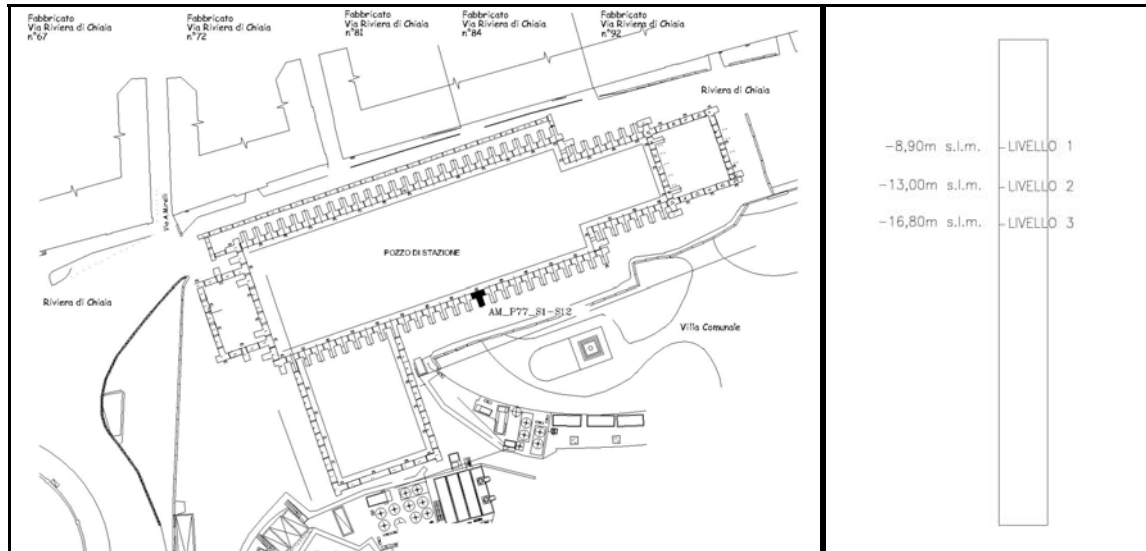 Fabbricato
Via Riviera di Chiaia
n°67
Fabbricato
Via Riviera di Chiaia
n°72
Fabbricato
Via Riviera di Chiaia
n°81
Fabbricato
Via Riviera di Chiaia
n°84
Fabbricato
Via Riviera di Chiaia
n°92
Riviera di Chiaia
Via A.Mirelli
POZZO DI STAZIONE
Riviera di Chiaia
AM_P77_S1-S12
Villa Comunale
-8,90m s.l.m. LIVELLO 1
-13,00m s.l.m. LIVELLO 2
-16,80m s.l.m. LIVELLO 3